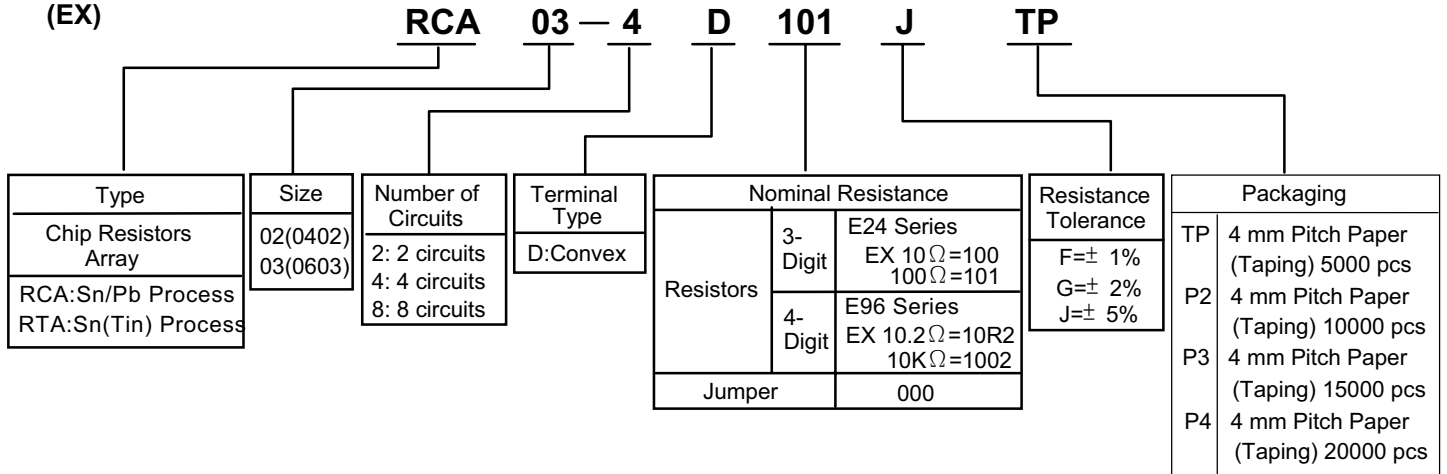 (EX) RCA 03 — 4 D 101 J TP
Type
Chip Resistors
Array
RCA:Sn/Pb Process
RTA:Sn(Tin) Process
Size
02(0402)
03(0603)
Number of
Circuits
2: 2 circuits
4: 4 circuits
8: 8 circuits
Terminal
Type
D:Convex
Nominal Resistance
Resistors
3-
Digit
E24 Series
EX 10Ω=100
100Ω=101
4-
Digit
E96 Series
EX 10.2Ω=10R2
10KΩ=1002
Jumper 000
Resistance
Tolerance
F=± 1%
G=± 2%
J=± 5%
Packaging
TP 4 mm Pitch Paper
(Taping) 5000 pcs
P2 4 mm Pitch Paper
(Taping) 10000 pcs
P3 4 mm Pitch Paper
(Taping) 15000 pcs
P4 4 mm Pitch Paper
(Taping) 20000 pcs